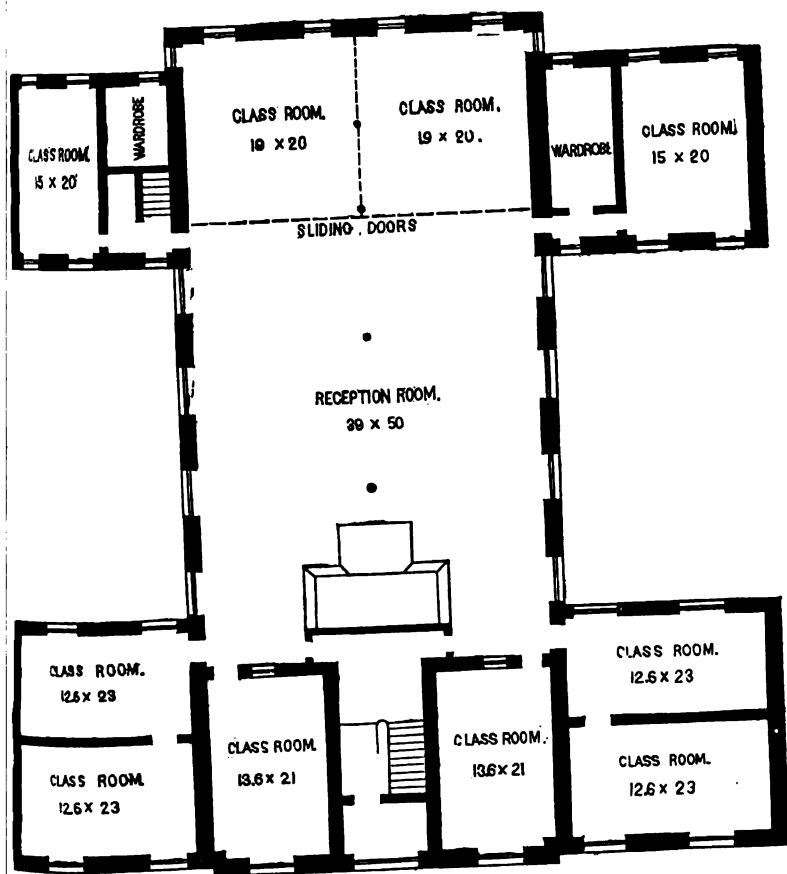 CLASS ROOM.
15 X 20
WARDROBE
CLASS ROOM.
19 X 20
CLASS ROOM.
19 X 20.
WARDROBE
CLASS ROOM.
15 X 20
SLIDING . DOORS
RECEPTION ROOM.
39 X 50
CLASS ROOM.
12.6 X 23
CLASS ROOM.
12.6 X 23
CLASS ROOM.
13.6 X 21
CLASS ROOM.
13.6 X 21
CLASS ROOM.
12.6 X 23
CLASS ROOM.
12.6 X 23